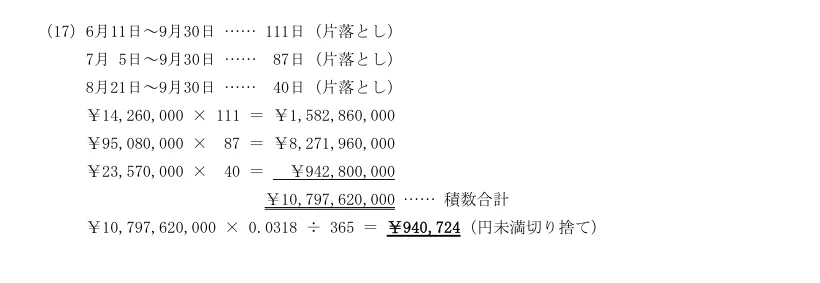 (17) 6月11日～9月30日 …… 111日（片落とし）
7月 5日～9月30日 …… 87日（片落とし）
8月21日～9月30日 …… 40日（片落とし）
¥14,260,000 × 111 ＝ ¥1,582,860,000
¥95,080,000 × 87 ＝ ¥8,271,960,000
¥23,570,000 × 40 ＝ ¥942,800,000
¥10,797,620,000 …… 積数合計
¥10,797,620,000 × 0.0318 ÷ 365 ＝ ¥940,724（円未満切り捨て）